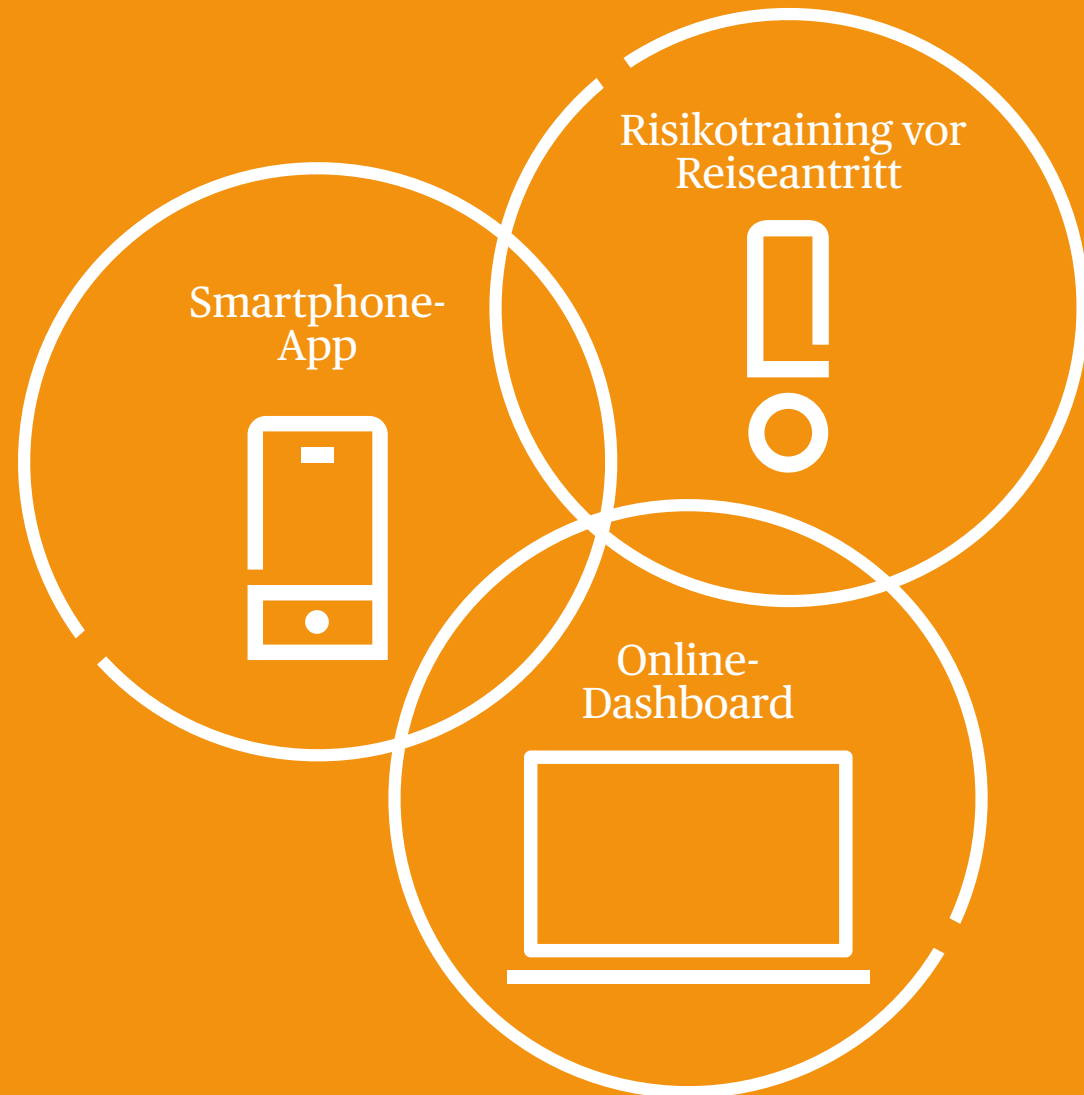 Risikotraining vor
Reiseantritt
Smartphone-
App
Online-
Dashboard